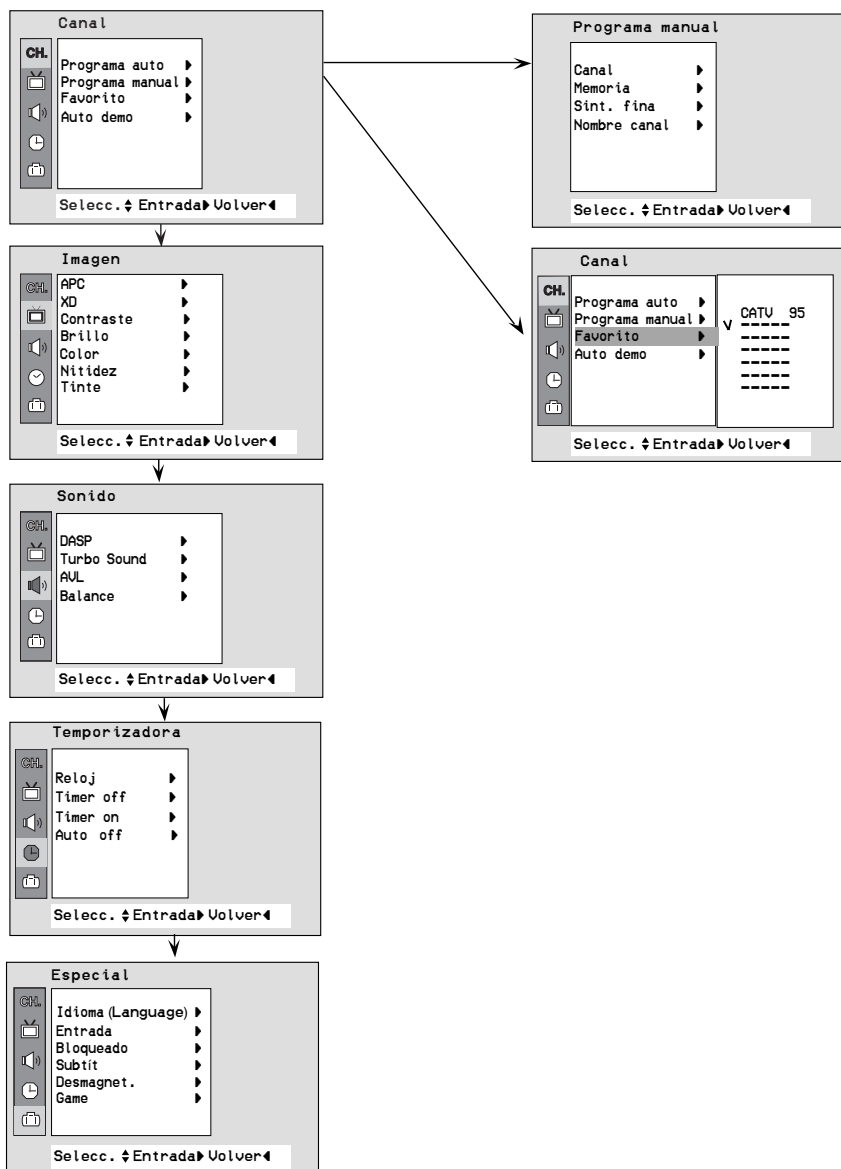 Canal
CH.
Programa auto
Programa manual
Favorito
Auto demo
Selecc. Entrada Volver
Programa manual
Canal
Memoria
Sint. fina
Nombre canal
Selecc. Entrada Volver
Imagen
CH.
APC
XD
Contraste
Brillo
Color
Nitidez
Tinte
Selecc. Entrada Volver
Canal
CH.
Programa auto
Programa manual
Favorito
Auto demo
CATV 95
V -----
-----
-----
-----
-----
Selecc. Entrada Volver
Sonido
CH.
DASP
Turbo Sound
AVL
Balance
Selecc. Entrada Volver
Temporizadora
CH.
Reloj
Timer off
Timer on
Auto off
Selecc. Entrada Volver
Especial
CH.
Idioma (Language)
Entrada
Bloqueado
Subtít
Desmagnet.
Game
Selecc. Entrada Volver